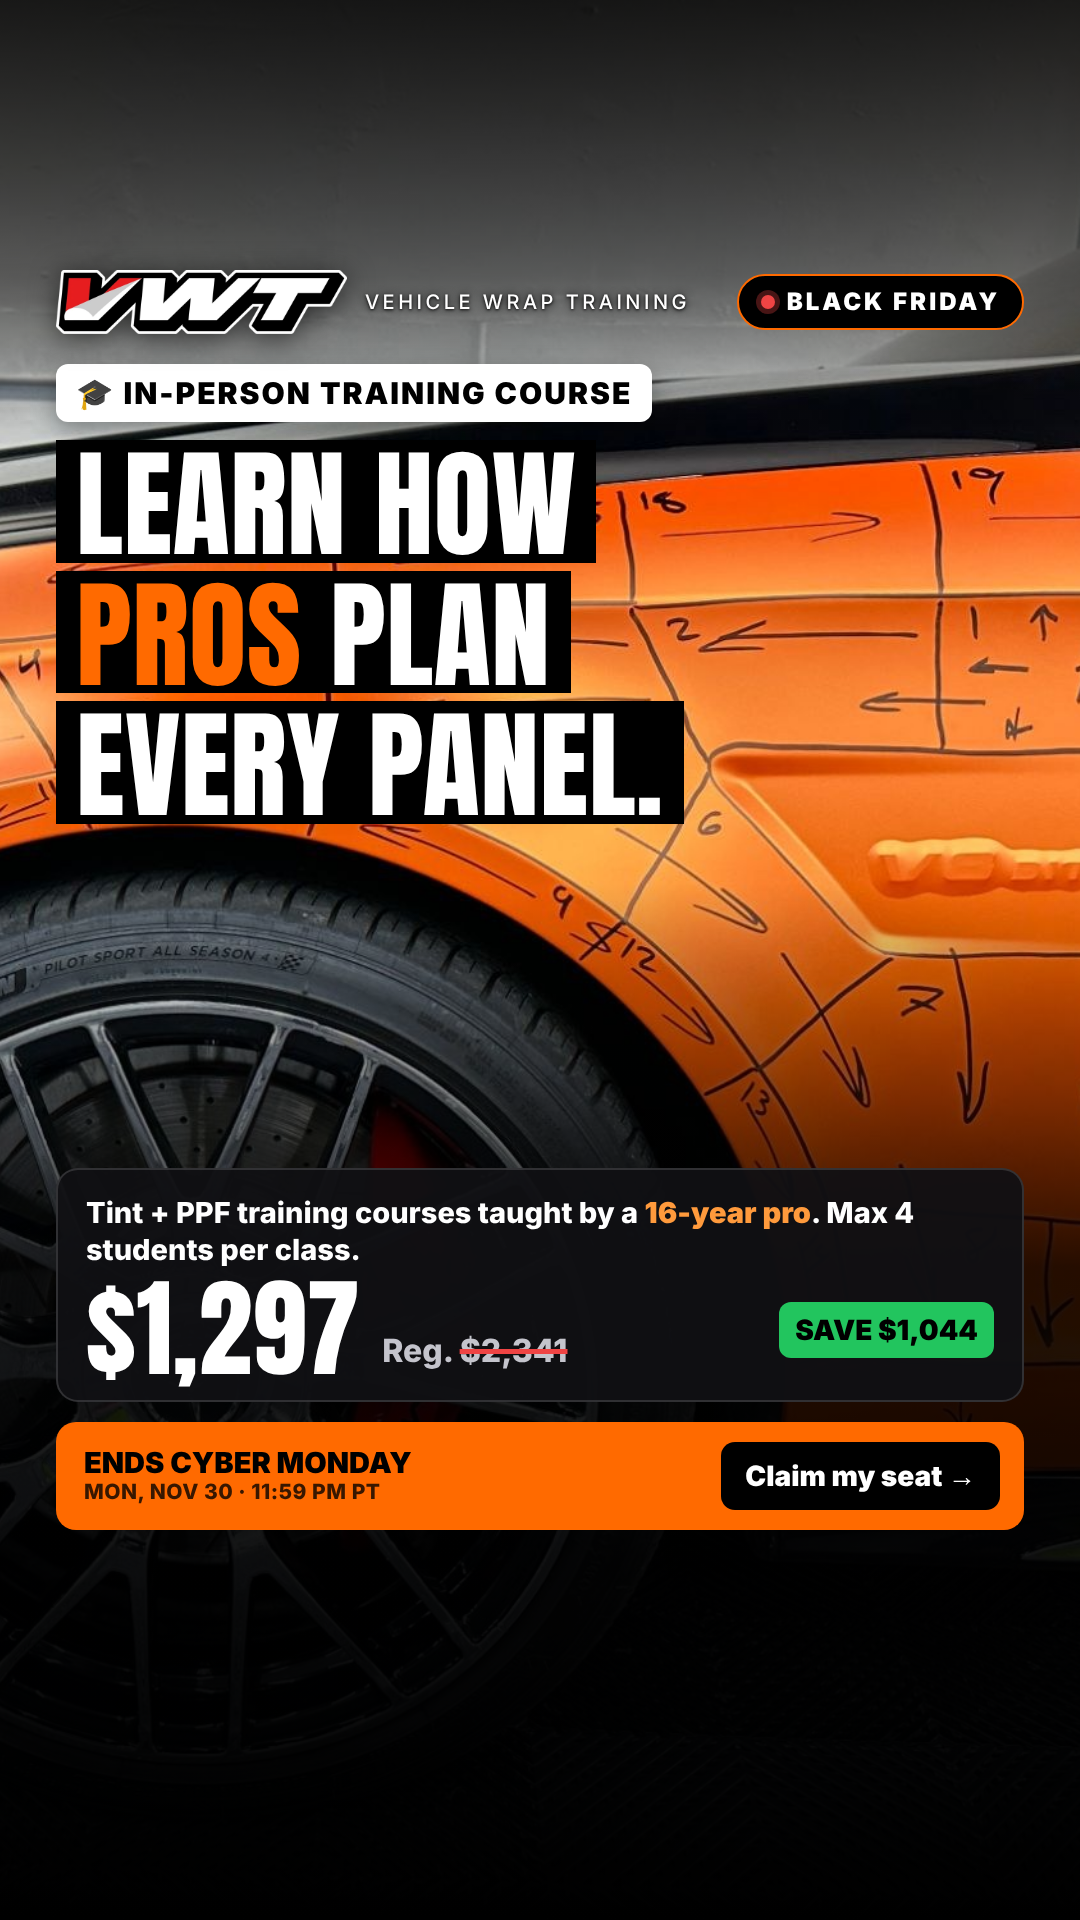 VWT
VEHICLE WRAP TRAINING
BLACK FRIDAY
🎓 IN-PERSON TRAINING COURSE
LEARN HOW
PROS PLAN
EVERY PANEL.
18
19
2
1
4
6
9
12
7
13
V8
PILOT SPORT ALL SEASON 4
Tint + PPF training courses taught by a 16-year pro. Max 4
students per class.
$1,297
Reg. $2,341
SAVE $1,044
ENDS CYBER MONDAY
MON, NOV 30 · 11:59 PM PT
Claim my seat →